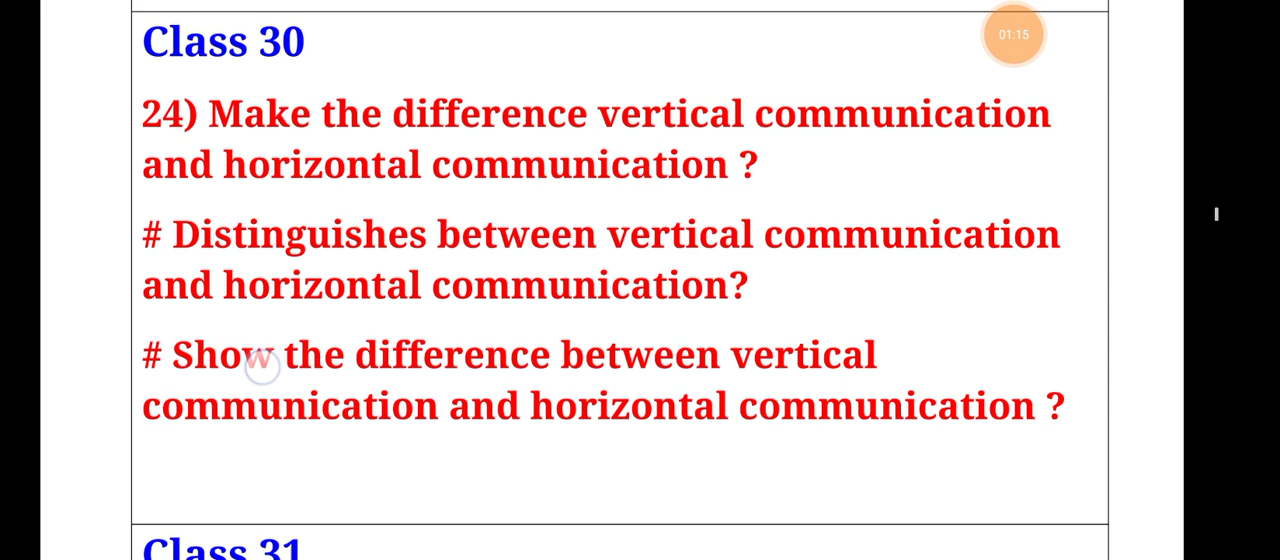 Class 30
01:15
24) Make the difference vertical communication
and horizontal communication ?
# Distinguishes between vertical communication
and horizontal communication?
# Show the difference between vertical
communication and horizontal communication ?
Class 31